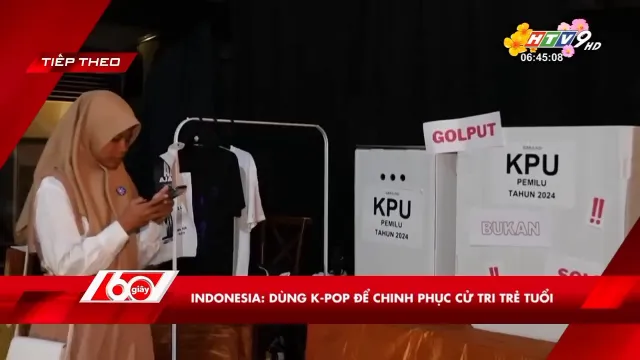 TIẾP THEO
HTV9 HD
06:45:08
GOLPUT
KPU
PEMILU
TAHUN 2024
KPU
PEMILU
TAHUN 2024
!!
BUKAN
!!
60 giây
INDONESIA: DÙNG K-POP ĐỂ CHINH PHỤC CỬ TRI TRẺ TUỔI